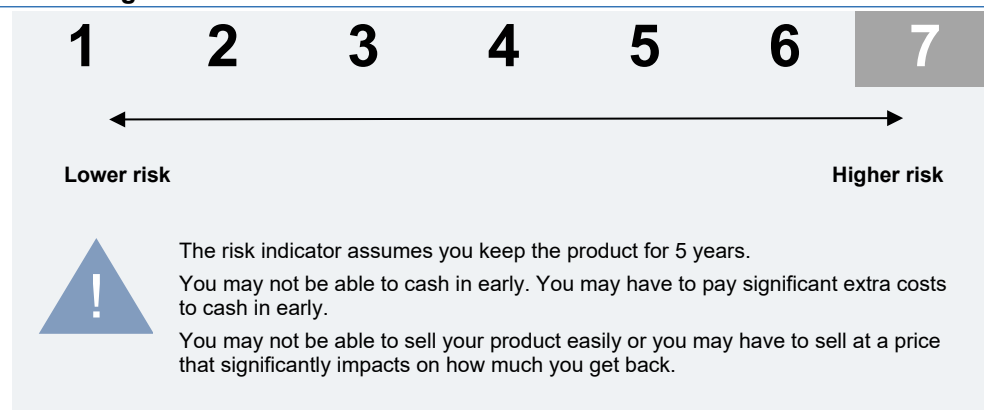 1 2 3 4 5 6 7
Lower risk Higher risk
!
The risk indicator assumes you keep the product for 5 years.
You may not be able to cash in early. You may have to pay significant extra costs
to cash in early.
You may not be able to sell your product easily or you may have to sell at a price
that significantly impacts on how much you get back.